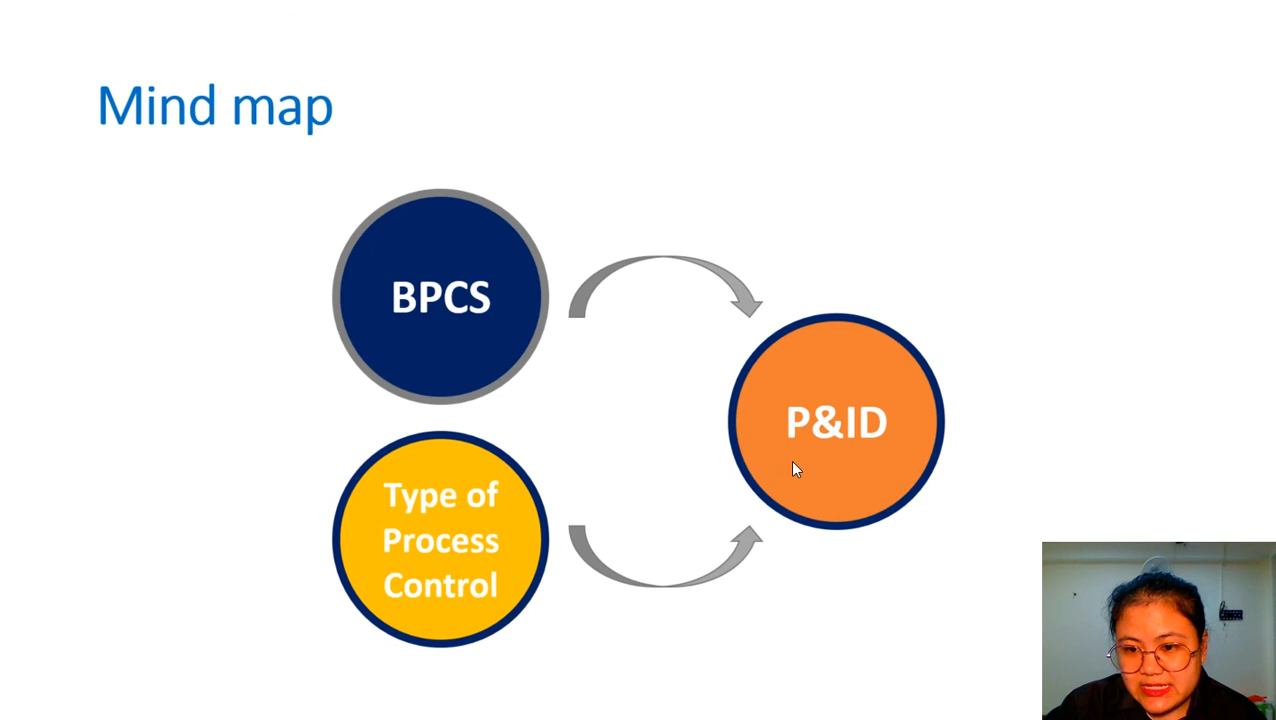 Mind map
BPCS
P&ID
Type of
Process
Control